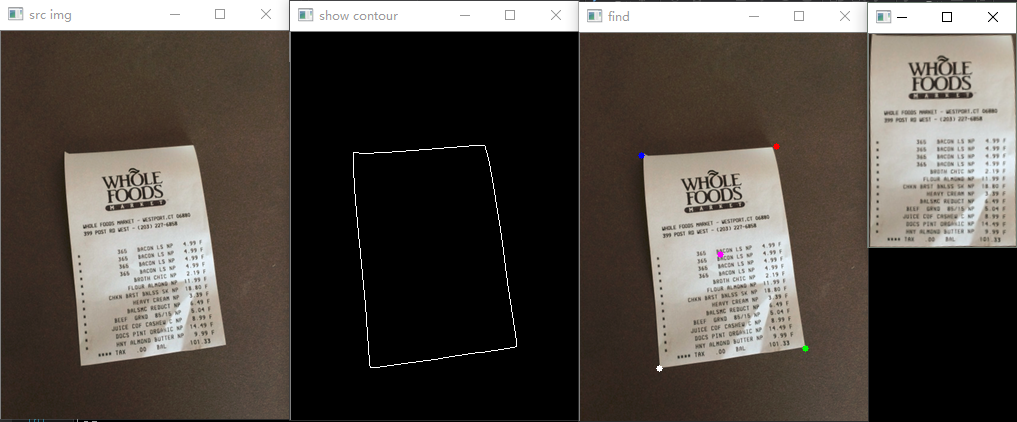 src img
WHOLE
FOODS
MARKET
WHOLE FOODS MARKET - WESTPORT,CT 06880
399 POST RD WEST - (203) 227-6858
365 BACON LS NP 4.99 F
365 BACON LS NP 4.99 F
365 BACON LS NP 4.99 F
365 BACON LS NP 4.99 F
BROTH CHIC NP 2.19 F
FLOUR ALMOND NP 11.99 F
CHKN BRST BNLSS SK NP 18.80 F
HEAVY CREAM NP 3.39 F
BALSMC REDUCT NP 6.49 F
BEEF GRND 85/15 NP 5.04 F
JUICE COF CASHEW C NP 8.99 F
DOCS PINT ORGANIC NP 14.49 F
HNY ALMOND BUTTER NP 9.99 F
**** TAX .00 BAL 101.33
show contour
find
WHOLE
FOODS
MARKET
WHOLE FOODS MARKET - WESTPORT,CT 06880
399 POST RD WEST - (203) 227-6858
365 BACON LS NP 4.99 F
365 BACON LS NP 4.99 F
365 BACON LS NP 4.99 F
365 BACON LS NP 4.99 F
BROTH CHIC NP 2.19 F
FLOUR ALMOND NP 11.99 F
CHKN BRST BNLSS SK NP 18.80 F
HEAVY CREAM NP 3.39 F
BALSMC REDUCT NP 6.49 F
BEEF GRND 85/15 NP 5.04 F
JUICE COF CASHEW C NP 8.99 F
DOCS PINT ORGANIC NP 14.49 F
HNY ALMOND BUTTER NP 9.99 F
**** TAX .00 BAL 101.33
WHOLE
FOODS
MARKET
WHOLE FOODS MARKET - WESTPORT,CT 06880
399 POST RD WEST - (203) 227-6858
365 BACON LS NP 4.99 F
365 BACON LS NP 4.99 F
365 BACON LS NP 4.99 F
365 BACON LS NP 4.99 F
BROTH CHIC NP 2.19 F
FLOUR ALMOND NP 11.99 F
CHKN BRST BNLSS SK NP 18.80 F
HEAVY CREAM NP 3.39 F
BALSMC REDUCT NP 6.49 F
BEEF GRND 85/15 NP 5.04 F
JUICE COF CASHEW C NP 8.99 F
DOCS PINT ORGANIC NP 14.49 F
HNY ALMOND BUTTER NP 9.99 F
**** TAX .00 BAL 101.33